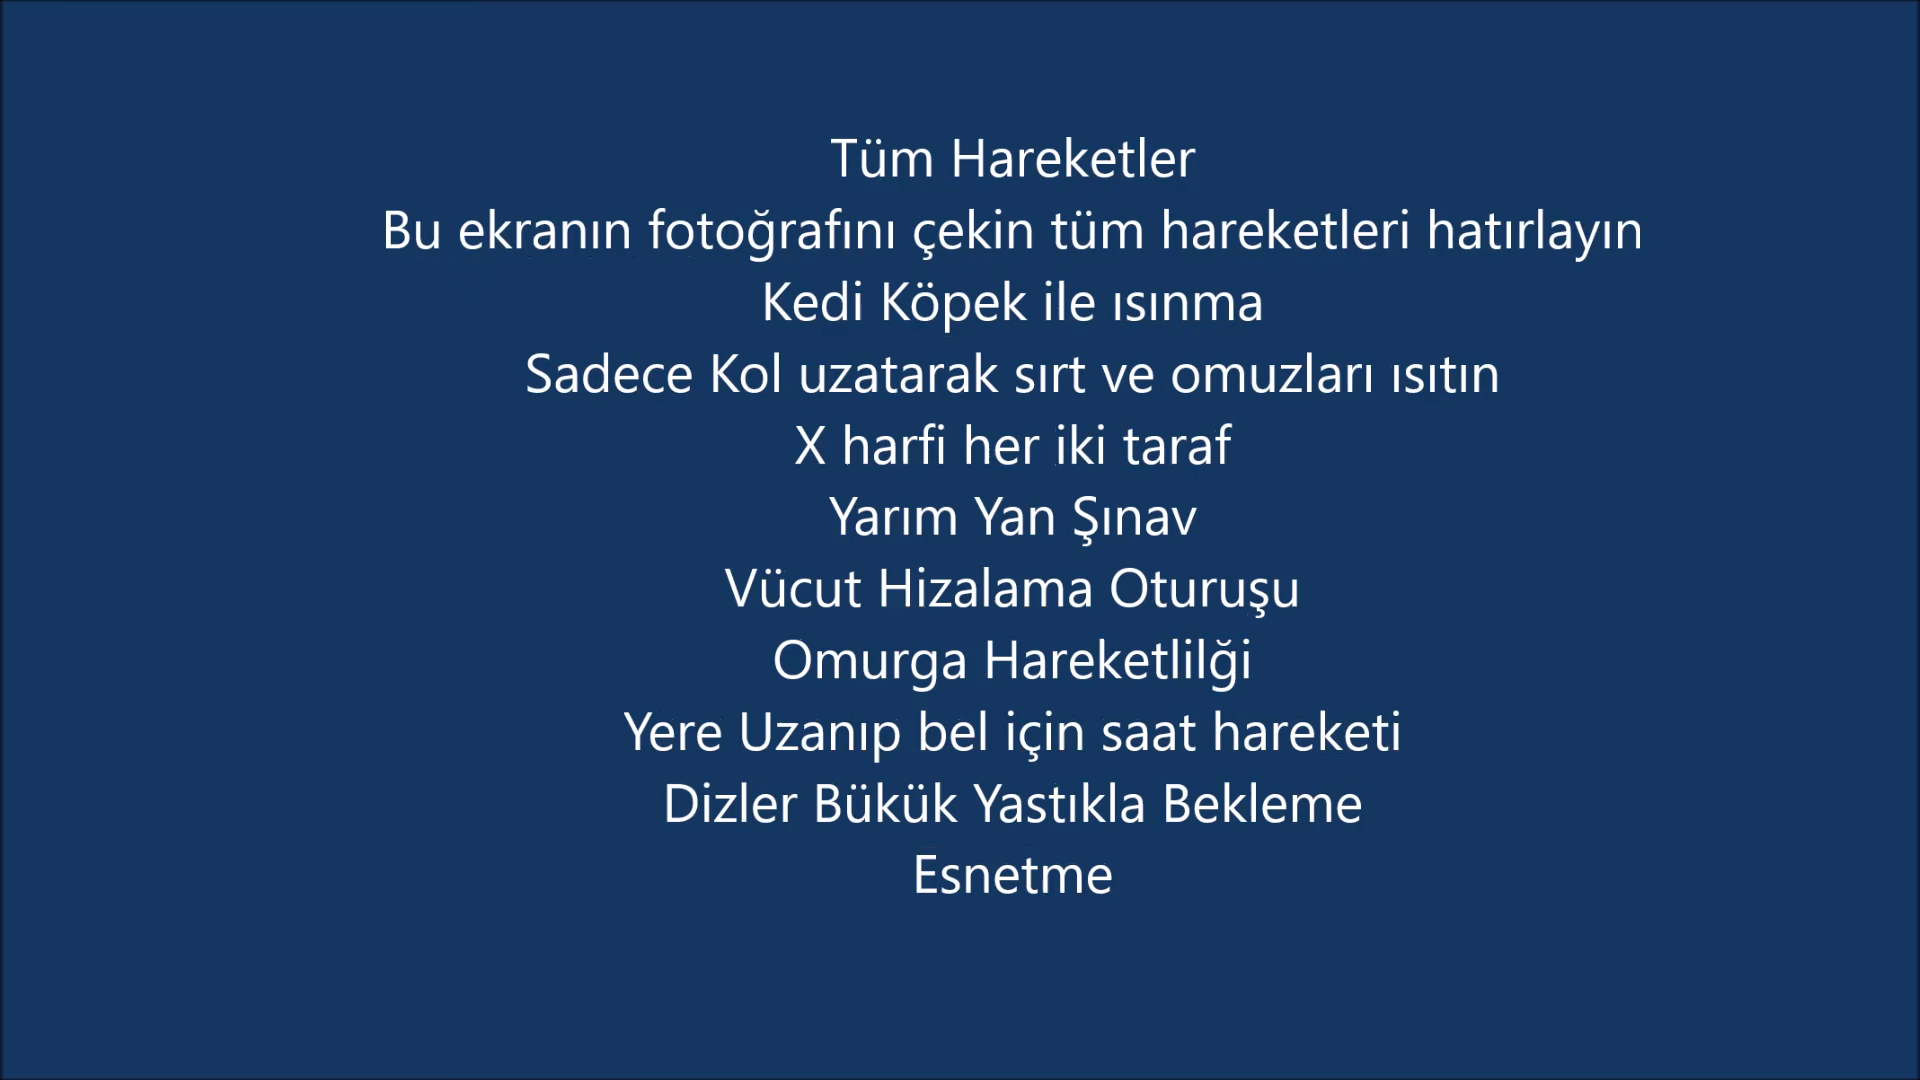 Tüm Hareketler
Bu ekranın fotoğrafını çekin tüm hareketleri hatırlayın
Kedi Köpek ile ısınma
Sadece Kol uzatarak sırt ve omuzları ısıtın
X harfi her iki taraf
Yarım Yan Şınav
Vücut Hizalama Oturuşu
Omurga Hareketlilği
Yere Uzanıp bel için saat hareketi
Dizler Bükük Yastıkla Bekleme
Esnetme